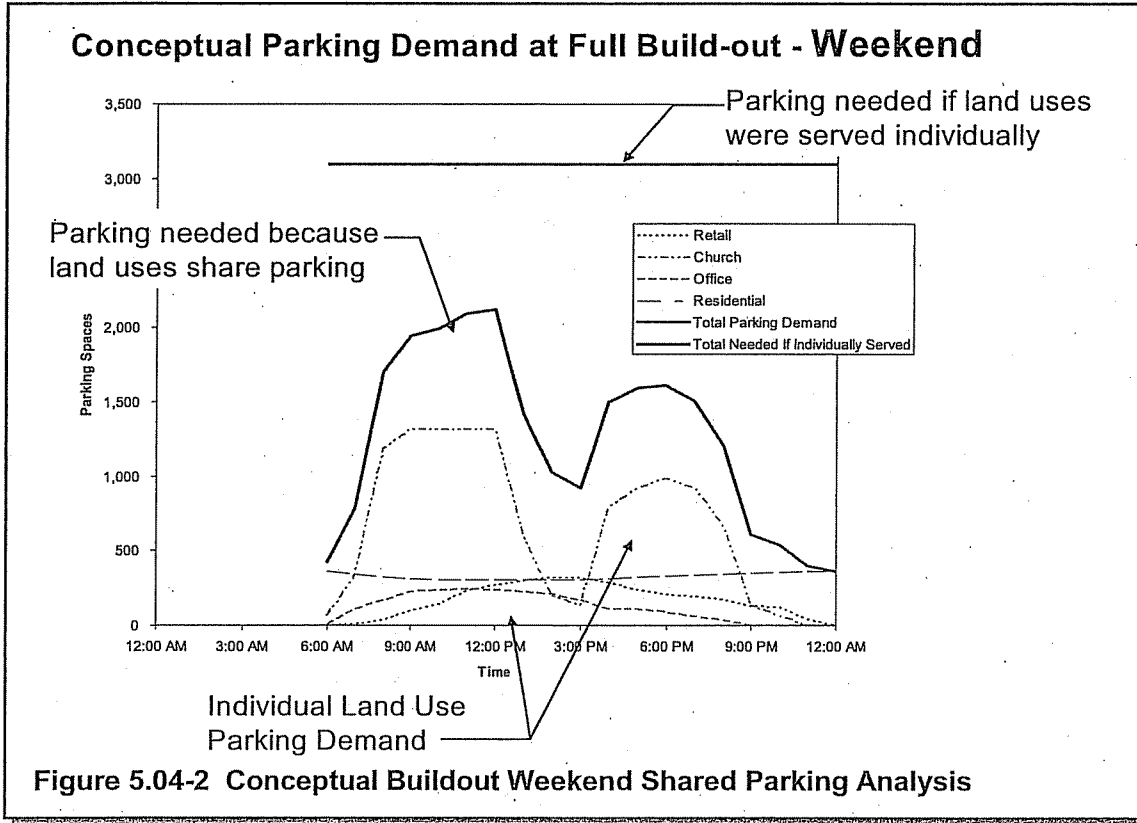 Conceptual Parking Demand at Full Build-out - Weekend
3,500
Parking needed if land uses
were served individually
3,000
Parking needed because
land uses share parking
Retail
Church
Office
Residential
Total Parking Demand
Total Needed If Individually Served
2,000
Parking Spaces
1,500
1,000
500
0
12:00 AM 3:00 AM 6:00 AM 9:00 AM 12:00 PM 3:00 PM 6:00 PM 9:00 PM 12:00 AM
Time
Individual Land Use
Parking Demand
Figure 5.04-2 Conceptual Buildout Weekend Shared Parking Analysis